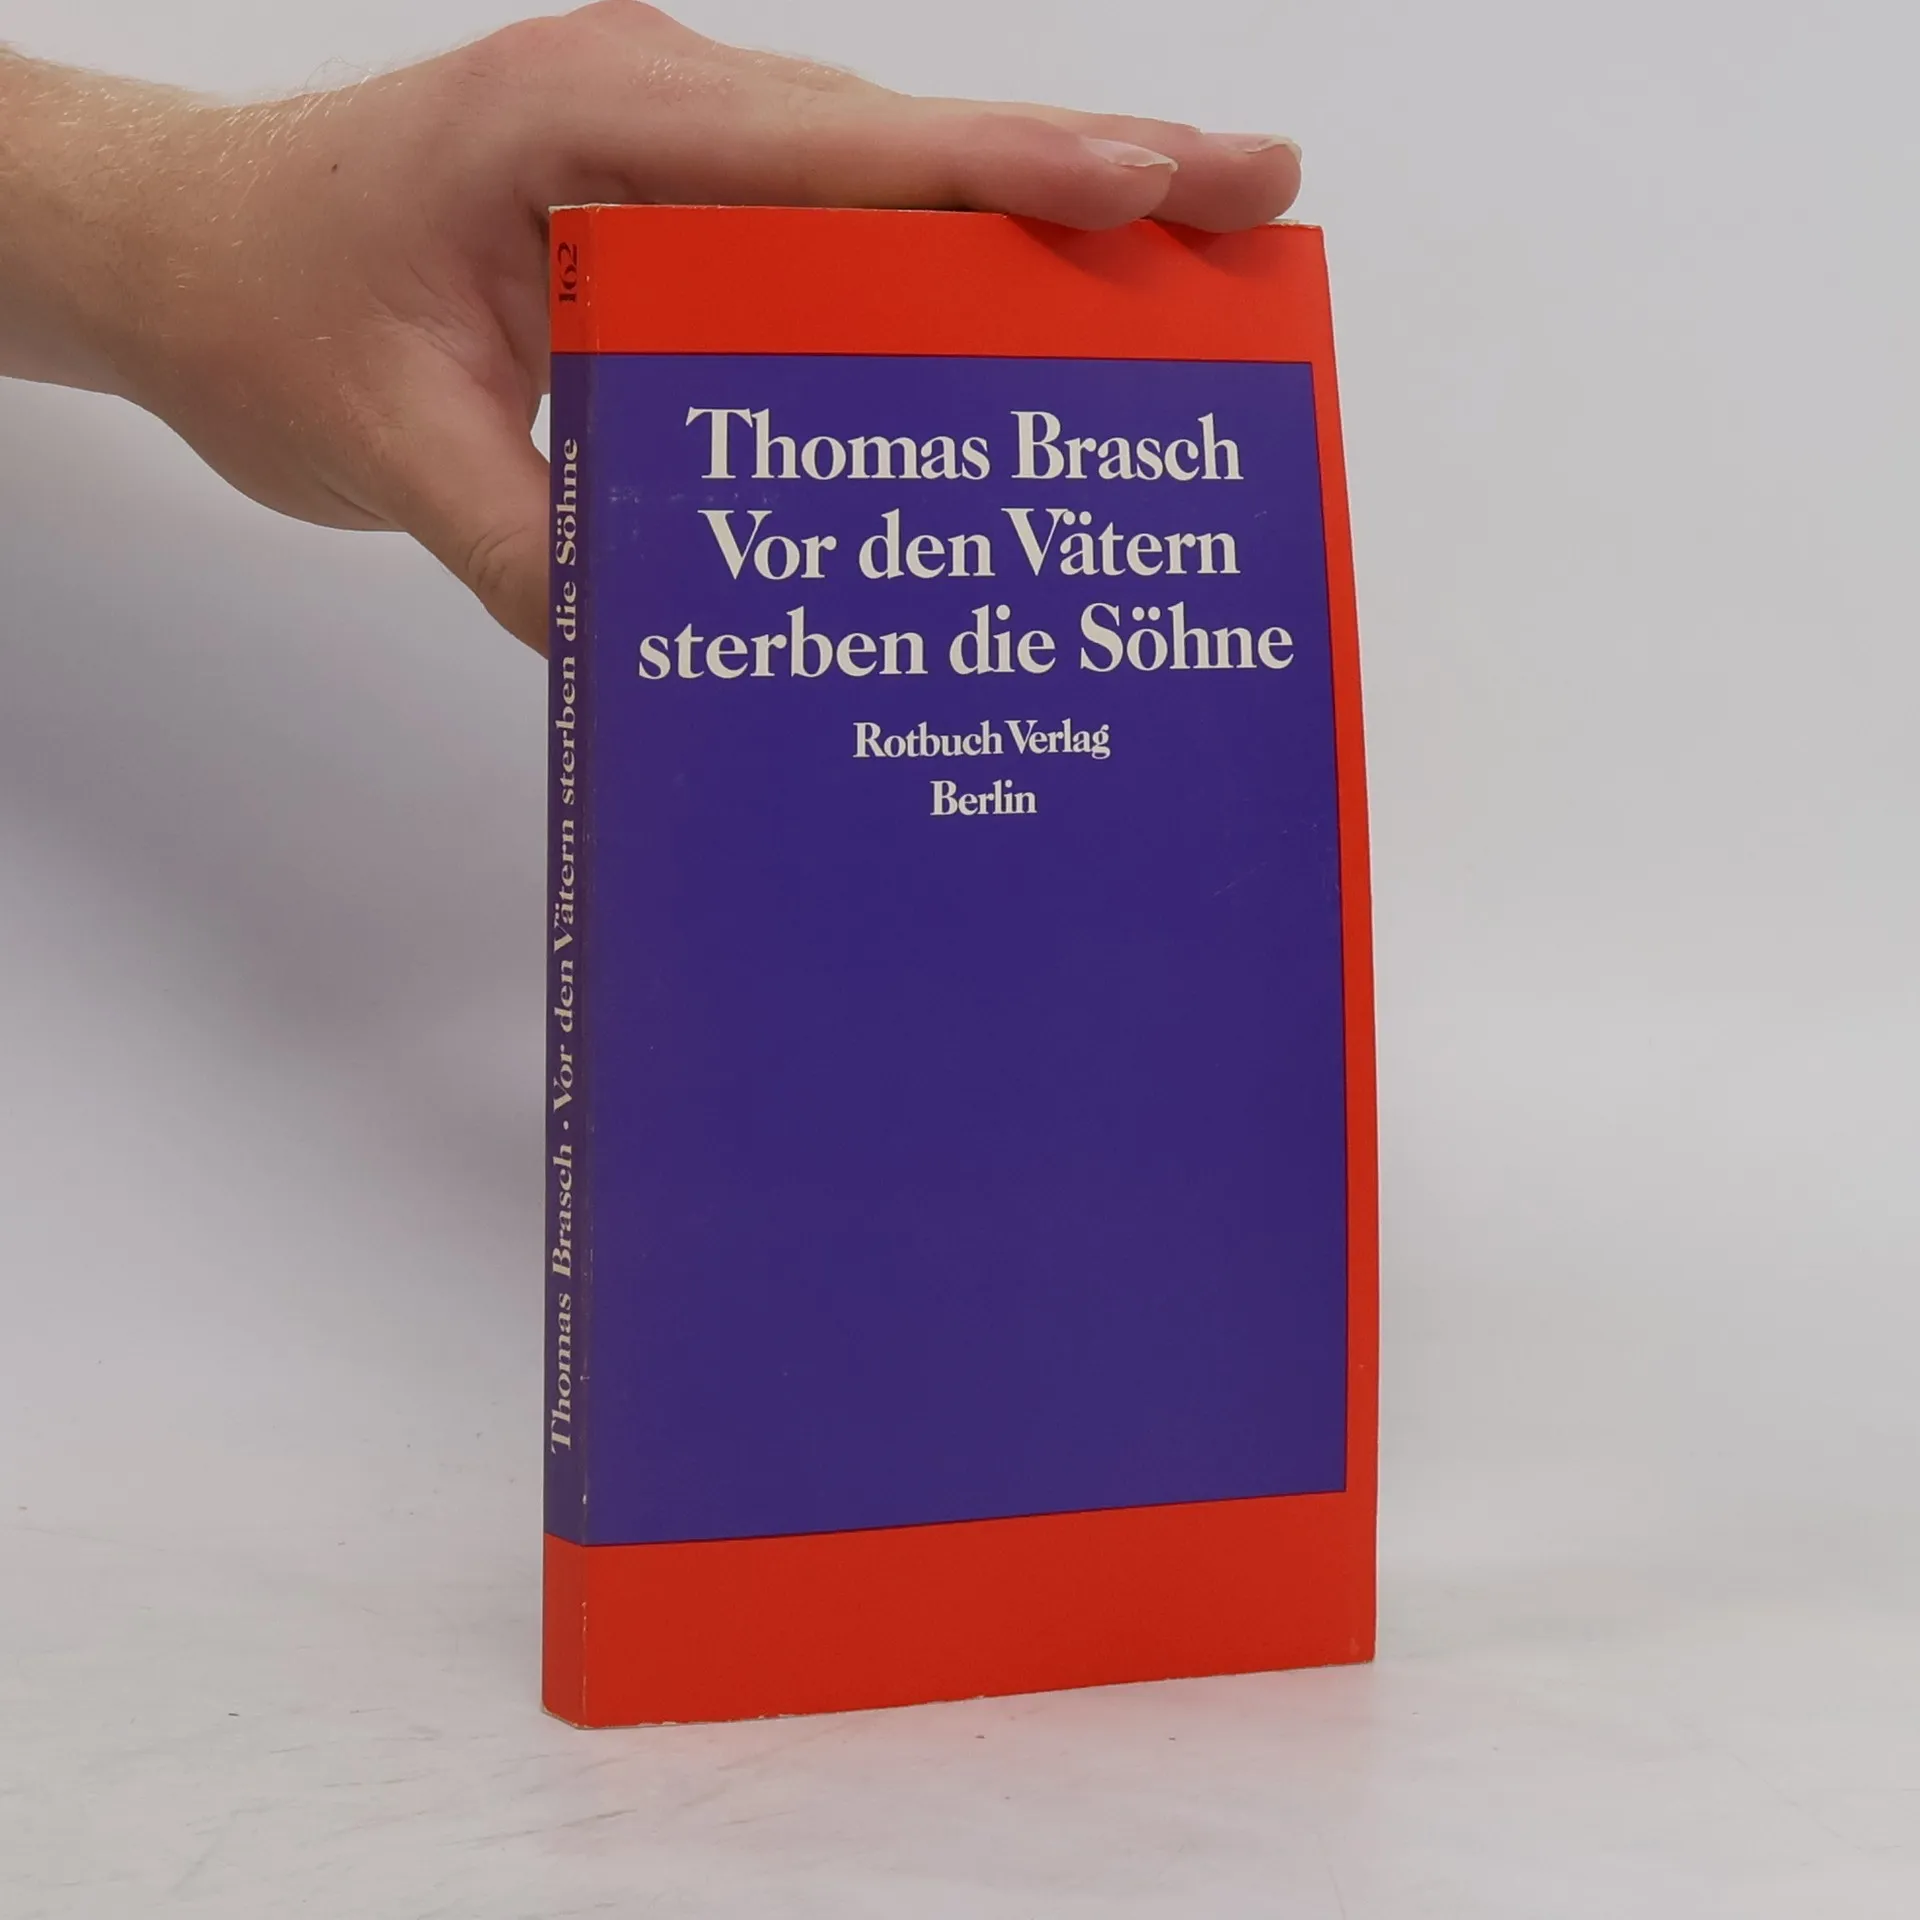 162
Thomas Brasch • Vor den Vätern sterben die Söhne
Thomas Brasch
Vor den Vätern
sterben die Söhne
Rotbuch Verlag
Berlin